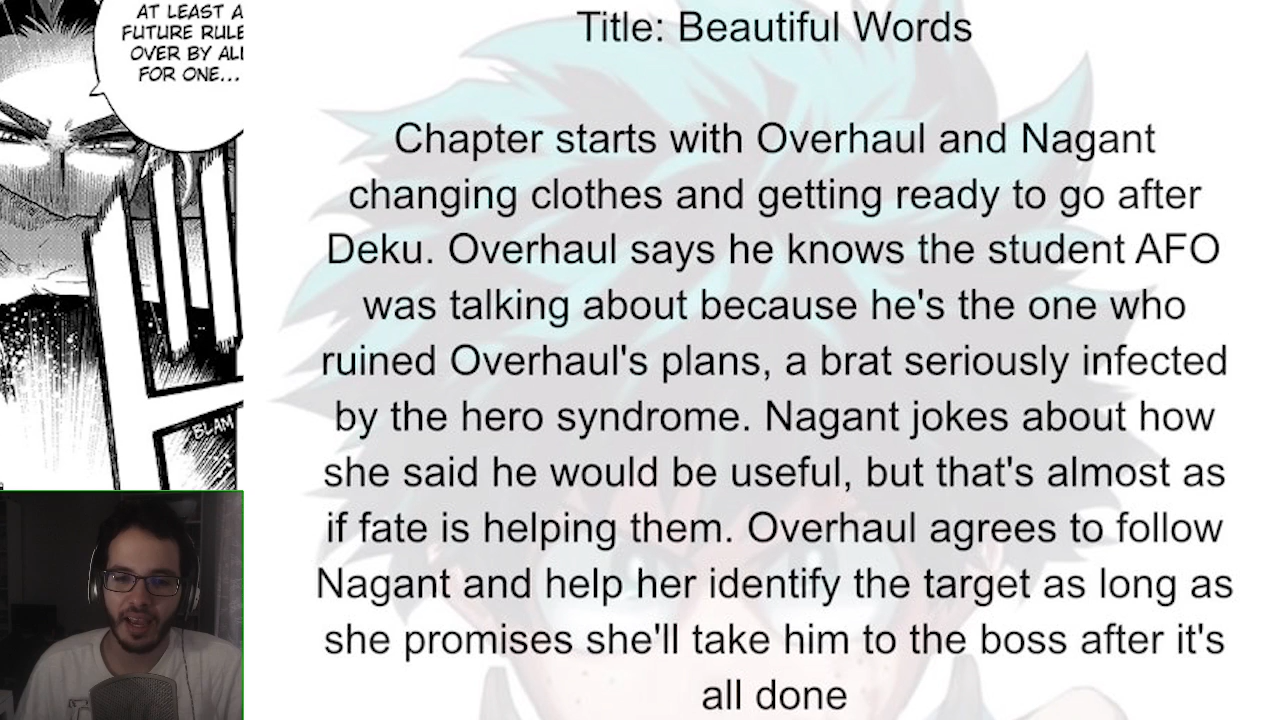 AT LEAST A
FUTURE RULE
OVER BY ALL
FOR ONE...
BLAM
Title: Beautiful Words
Chapter starts with Overhaul and Nagant
changing clothes and getting ready to go after
Deku. Overhaul says he knows the student AFO
was talking about because he's the one who
ruined Overhaul's plans, a brat seriously infected
by the hero syndrome. Nagant jokes about how
she said he would be useful, but that's almost as
if fate is helping them. Overhaul agrees to follow
Nagant and help her identify the target as long as
she promises she'll take him to the boss after it's
all done